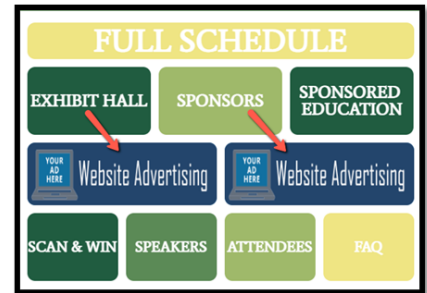 FULL SCHEDULE
EXHIBIT HALL
SPONSORS
SPONSORED
EDUCATION
YOUR
AD
HERE
Website Advertising
YOUR
AD
HERE
Website Advertising
SCAN & WIN
SPEAKERS
ATTENDEES
FAQ